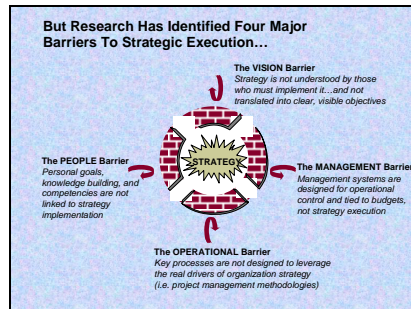 But Research Has Identified Four Major
Barriers To Strategic Execution…
The VISION Barrier
Strategy is not understood by those
who must implement it…and not
translated into clear, visible objectives
The PEOPLE Barrier
Personal goals,
knowledge building, and
competencies are not
linked to strategy
implementation
STRATEGY
The MANAGEMENT Barrier
Management systems are
designed for operational
control and tied to budgets,
not strategy execution
The OPERATIONAL Barrier
Key processes are not designed to leverage
the real drivers of organization strategy
(i.e. project management methodologies)